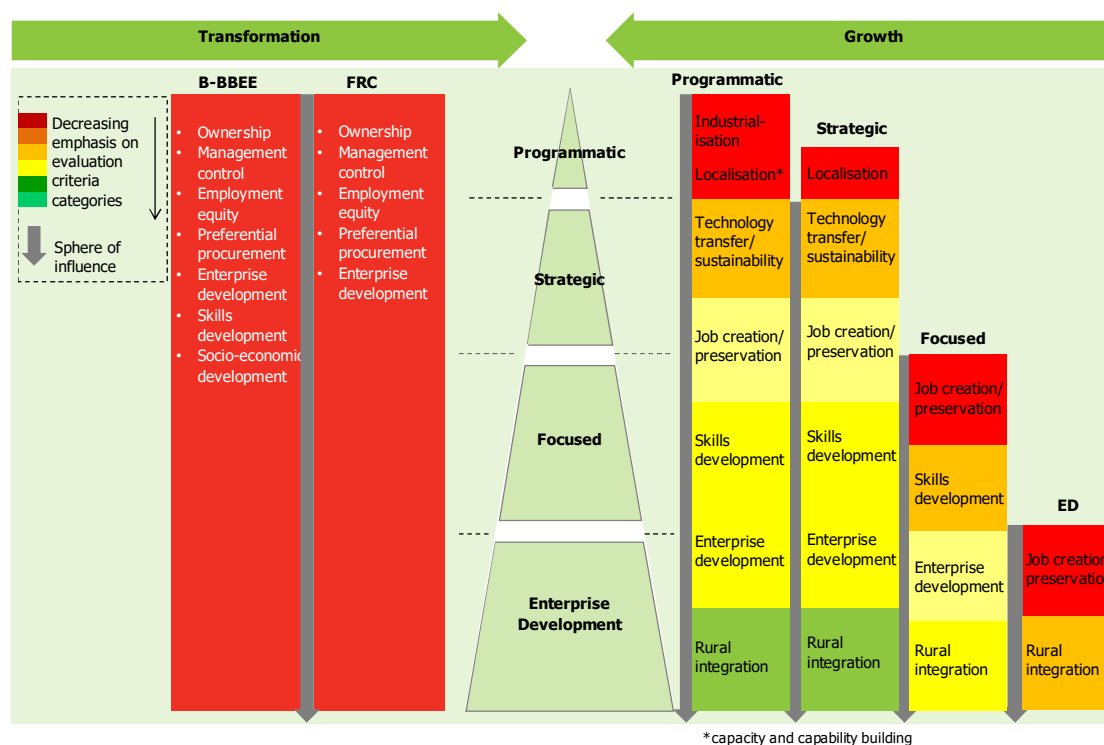 Transformation
Growth
B-BBEE
FRC
Programmatic
Strategic
Focused
ED
Decreasing
emphasis on
evaluation
criteria
categories
Sphere of
influence
• Ownership
• Management
control
• Employment
equity
• Preferential
procurement
• Enterprise
development
• Skills
development
• Socio-economic
development
• Ownership
• Management
control
• Employment
equity
• Preferential
procurement
• Enterprise
development
Programmatic
Strategic
Focused
Enterprise
Development
Industrial-
isation
Localisation*
Technology
transfer/
sustainability
Job creation/
preservation
Skills
development
Enterprise
development
Rural
integration
Localisation
Technology
transfer/
sustainability
Job creation/
preservation
Skills
development
Enterprise
development
Rural
integration
Job creation/
preservation
Skills
development
Enterprise
development
Rural
integration
Job creation
preservation
Rural
integration
*capacity and capability building